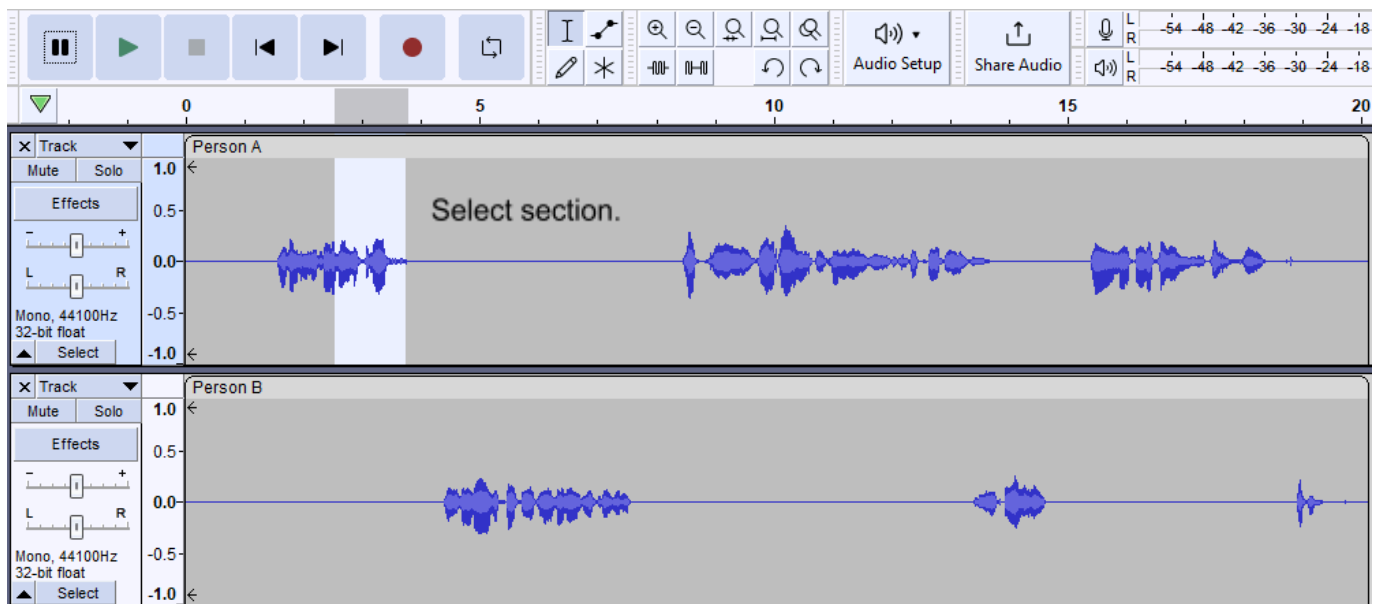 Audio Setup
Share Audio
L
R
-54 -48 -42 -36 -30 -24 -18
L
R
-54 -48 -42 -36 -30 -24 -18
0 5 10 15 20
Track
Person A
Mute Solo
Effects
- +
L R
Mono, 44100Hz
32-bit float
Select
1.0
0.5
0.0
-0.5
-1.0
Select section.
Track
Person B
Mute Solo
Effects
- +
L R
Mono, 44100Hz
32-bit float
Select
1.0
0.5
0.0
-0.5
-1.0